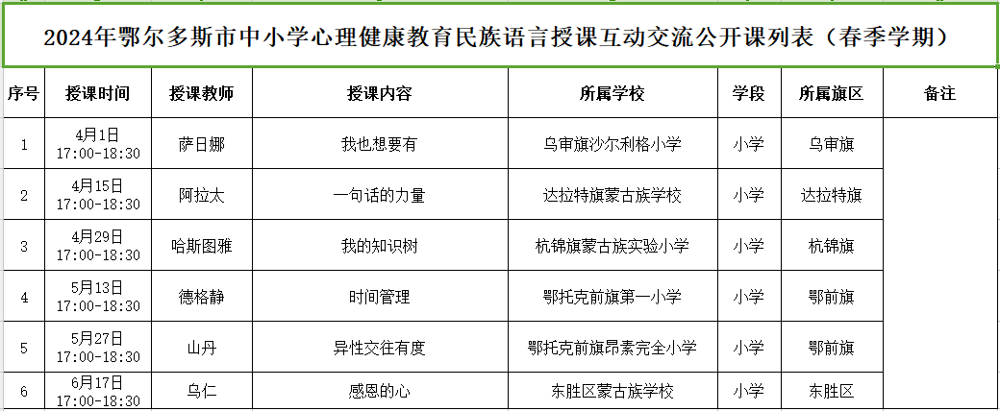 2024年鄂尔多斯市中小学心理健康教育民族语言授课互动交流公开课列表（春季学期）
序号 授课时间 授课教师 授课内容 所属学校 学段 所属旗区 备注
1 4月1日 17:00-18:30 萨日娜 我也想要有 乌审旗沙尔利格小学 小学 乌审旗
2 4月15日 17:00-18:30 阿拉太 一句话的力量 达拉特旗蒙古族学校 小学 达拉特旗
3 4月29日 17:00-18:30 哈斯图雅 我的知识树 杭锦旗蒙古族实验小学 小学 杭锦旗
4 5月13日 17:00-18:30 德格静 时间管理 鄂托克前旗第一小学 小学 鄂前旗
5 5月27日 17:00-18:30 山丹 异性交往有度 鄂托克前旗昂素完全小学 小学 鄂前旗
6 6月17日 17:00-18:30 乌仁 感恩的心 东胜区蒙古族学校 小学 东胜区